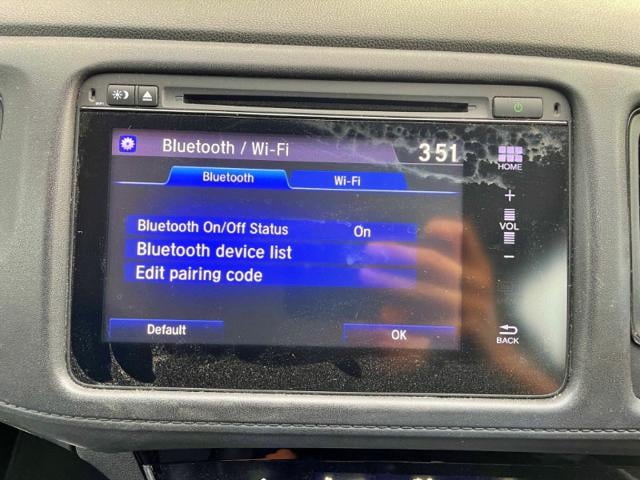 Bluetooth / Wi-Fi
3 51
HOME
Bluetooth
Wi-Fi
+
VOL
−
Bluetooth On/Off Status On
Bluetooth device list
Edit pairing code
Default
OK
BACK